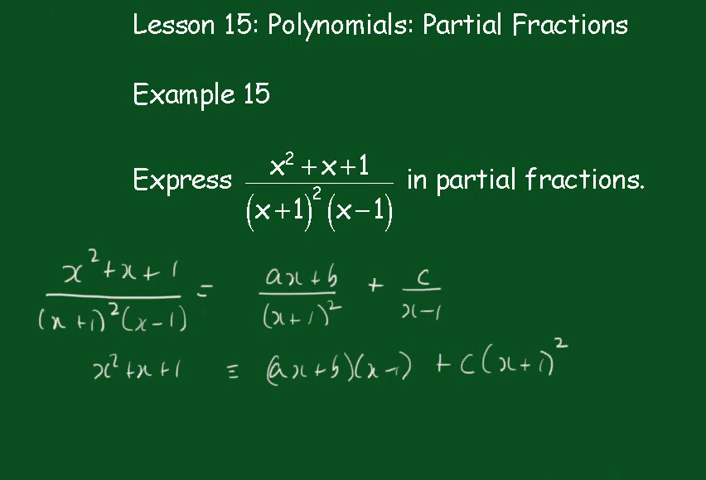 Lesson 15: Polynomials: Partial Fractions
Example 15
Express (x² + x + 1)/((x + 1)² (x − 1)) in partial fractions.
(x² + x + 1)/((x + 1)² (x − 1)) = (ax + b)/((x + 1)²) + c/(x − 1)
x² + x + 1 ≡ (ax + b)(x − 1) + c(x + 1)²